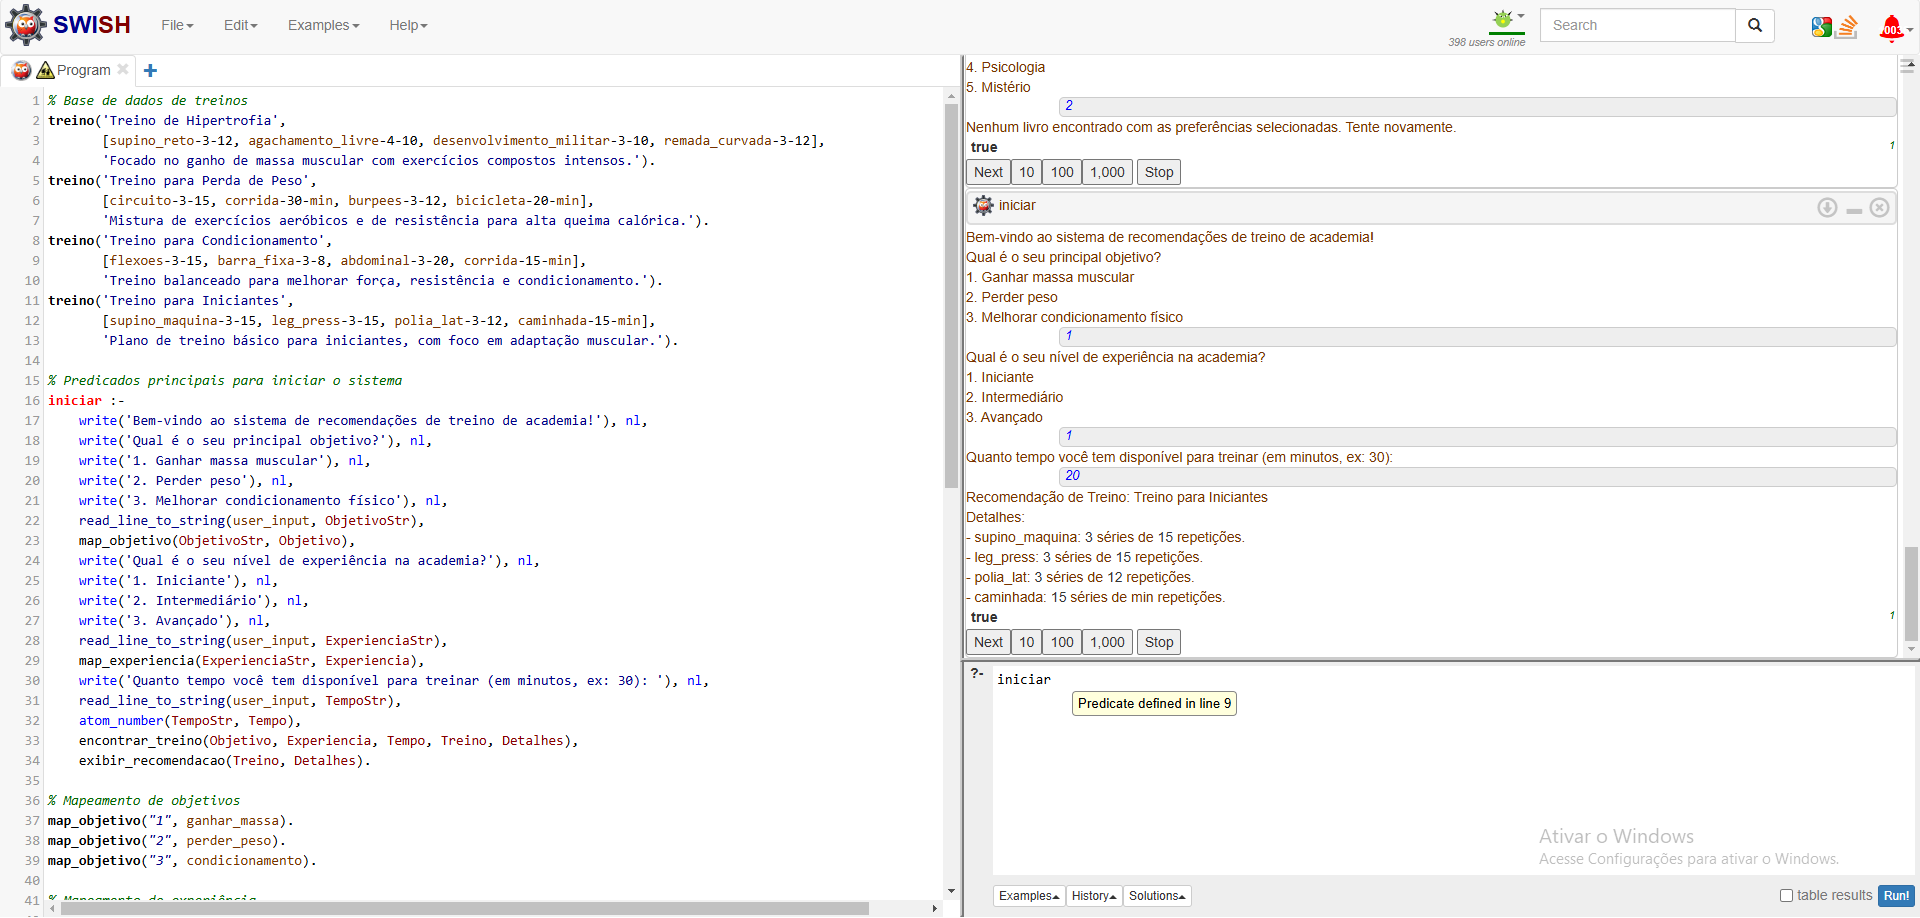 SWISH File Edit Examples Help 398 users online Search
Program
1 % Base de dados de treinos
2 treino('Treino de Hipertrofia',
3 [supino_reto-3-12, agachamento_livre-4-10, desenvolvimento_militar-3-10, remada_curvada-3-12],
4 'Focado no ganho de massa muscular com exercícios compostos intensos.').
5 treino('Treino para Perda de Peso',
6 [circuito-3-15, corrida-30-min, burpees-3-12, bicicleta-20-min],
7 'Mistura de exercícios aeróbicos e de resistência para alta queima calórica.').
8 treino('Treino para Condicionamento',
9 [flexoes-3-15, barra_fixa-3-8, abdominal-3-20, corrida-15-min],
10 'Treino balanceado para melhorar força, resistência e condicionamento.').
11 treino('Treino para Iniciantes',
12 [supino_maquina-3-15, leg_press-3-15, polia_lat-3-12, caminhada-15-min],
13 'Plano de treino básico para iniciantes, com foco em adaptação muscular.').
14
15 % Predicados principais para iniciar o sistema
16 iniciar :-
17 write('Bem-vindo ao sistema de recomendações de treino de academia!'), nl,
18 write('Qual é o seu principal objetivo?'), nl,
19 write('1. Ganhar massa muscular'), nl,
20 write('2. Perder peso'), nl,
21 write('3. Melhorar condicionamento físico'), nl,
22 read_line_to_string(user_input, ObjetivoStr),
23 map_objetivo(ObjetivoStr, Objetivo),
24 write('Qual é o seu nível de experiência na academia?'), nl,
25 write('1. Iniciante'), nl,
26 write('2. Intermediário'), nl,
27 write('3. Avançado'), nl,
28 read_line_to_string(user_input, ExperienciaStr),
29 map_experiencia(ExperienciaStr, Experiencia),
30 write('Quanto tempo você tem disponível para treinar (em minutos, ex: 30): '), nl,
31 read_line_to_string(user_input, TempoStr),
32 atom_number(TempoStr, Tempo),
33 encontrar_treino(Objetivo, Experiencia, Tempo, Treino, Detalhes),
34 exibir_recomendacao(Treino, Detalhes).
35
36 % Mapeamento de objetivos
37 map_objetivo("1", ganhar_massa).
38 map_objetivo("2", perder_peso).
39 map_objetivo("3", condicionamento).
40
41 % Mapeamento de experiência
4. Psicologia
5. Mistério
2
Nenhum livro encontrado com as preferências selecionadas. Tente novamente.
true 1
Next 10 100 1,000 Stop
iniciar
Bem-vindo ao sistema de recomendações de treino de academia!
Qual é o seu principal objetivo?
1. Ganhar massa muscular
2. Perder peso
3. Melhorar condicionamento físico
1
Qual é o seu nível de experiência na academia?
1. Iniciante
2. Intermediário
3. Avançado
1
Quanto tempo você tem disponível para treinar (em minutos, ex: 30):
20
Recomendação de Treino: Treino para Iniciantes
Detalhes:
- supino_maquina: 3 séries de 15 repetições.
- leg_press: 3 séries de 15 repetições.
- polia_lat: 3 séries de 12 repetições.
- caminhada: 15 séries de min repetições.
true 1
Next 10 100 1,000 Stop
?- iniciar
Predicate defined in line 9
Ativar o Windows
Acesse Configurações para ativar o Windows.
Examples History Solutions table results Run!